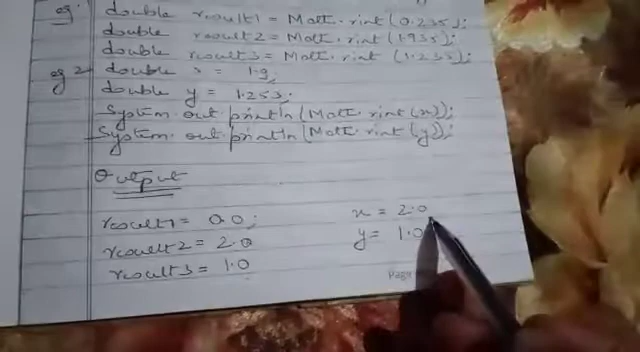 eg. double result1 = Math.rint(0.235);
double result2 = Math.rint(1.935);
double result3 = Math.rint(1.235);
eg 2 double x = 1.9;
double y = 1.253;
System.out.println(Math.rint(x));
System.out.println(Math.rint(y));
Output
result1 = 0.0;
result2 = 2.0
result3 = 1.0
x = 2.0
y = 1.0
Page